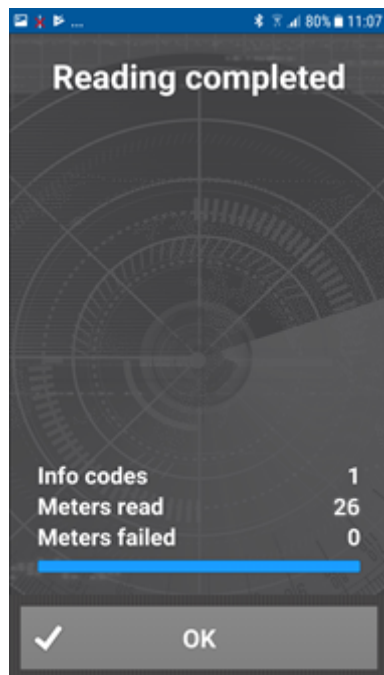 ... 80% 11:07
Reading completed
Info codes 1
Meters read 26
Meters failed 0
OK